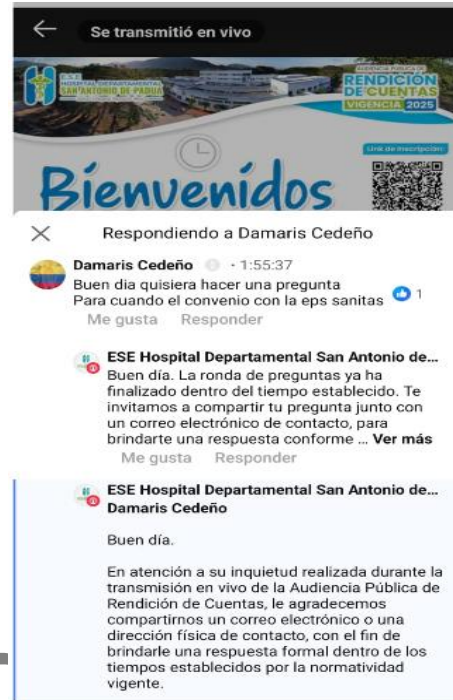 Se transmitió en vivo
E.S.E
HOSPITAL DEPARTAMENTAL
SAN ANTONIO DE PADUA
AUDIENCIA PÚBLICA DE
RENDICIÓN
DE CUENTAS
VIGENCIA 2025
Link de inscripción:
Bienvenidos
Respondiendo a Damaris Cedeño
Damaris Cedeño · 1:55:37
Buen dia quisiera hacer una pregunta
Para cuando el convenio con la eps sanitas
1
Me gusta Responder
ESE Hospital Departamental San Antonio de...
Buen día. La ronda de preguntas ya ha
finalizado dentro del tiempo establecido. Te
invitamos a compartir tu pregunta junto con
un correo electrónico de contacto, para
brindarte una respuesta conforme ... Ver más
Me gusta Responder
ESE Hospital Departamental San Antonio de...
Damaris Cedeño
Buen día.
En atención a su inquietud realizada durante la
transmisión en vivo de la Audiencia Pública de
Rendición de Cuentas, le agradecemos
compartirnos un correo electrónico o una
dirección física de contacto, con el fin de
brindarle una respuesta formal dentro de los
tiempos establecidos por la normatividad
vigente.